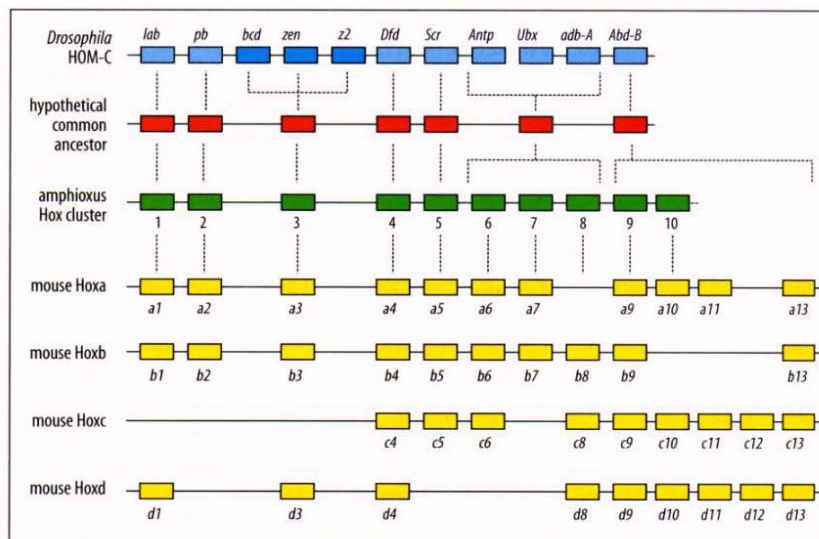 lab pb bcd zen z2 Dfd Scr Antp Ubx adb-A Abd-B
Drosophila
HOM-C
hypothetical
common
ancestor
amphioxus
Hox cluster
1 2 3 4 5 6 7 8 9 10
mouse Hoxa
a1 a2 a3 a4 a5 a6 a7 a9 a10 a11 a13
mouse Hoxb
b1 b2 b3 b4 b5 b6 b7 b8 b9 b13
mouse Hoxc
c4 c5 c6 c8 c9 c10 c11 c12 c13
mouse Hoxd
d1 d3 d4 d8 d9 d10 d11 d12 d13